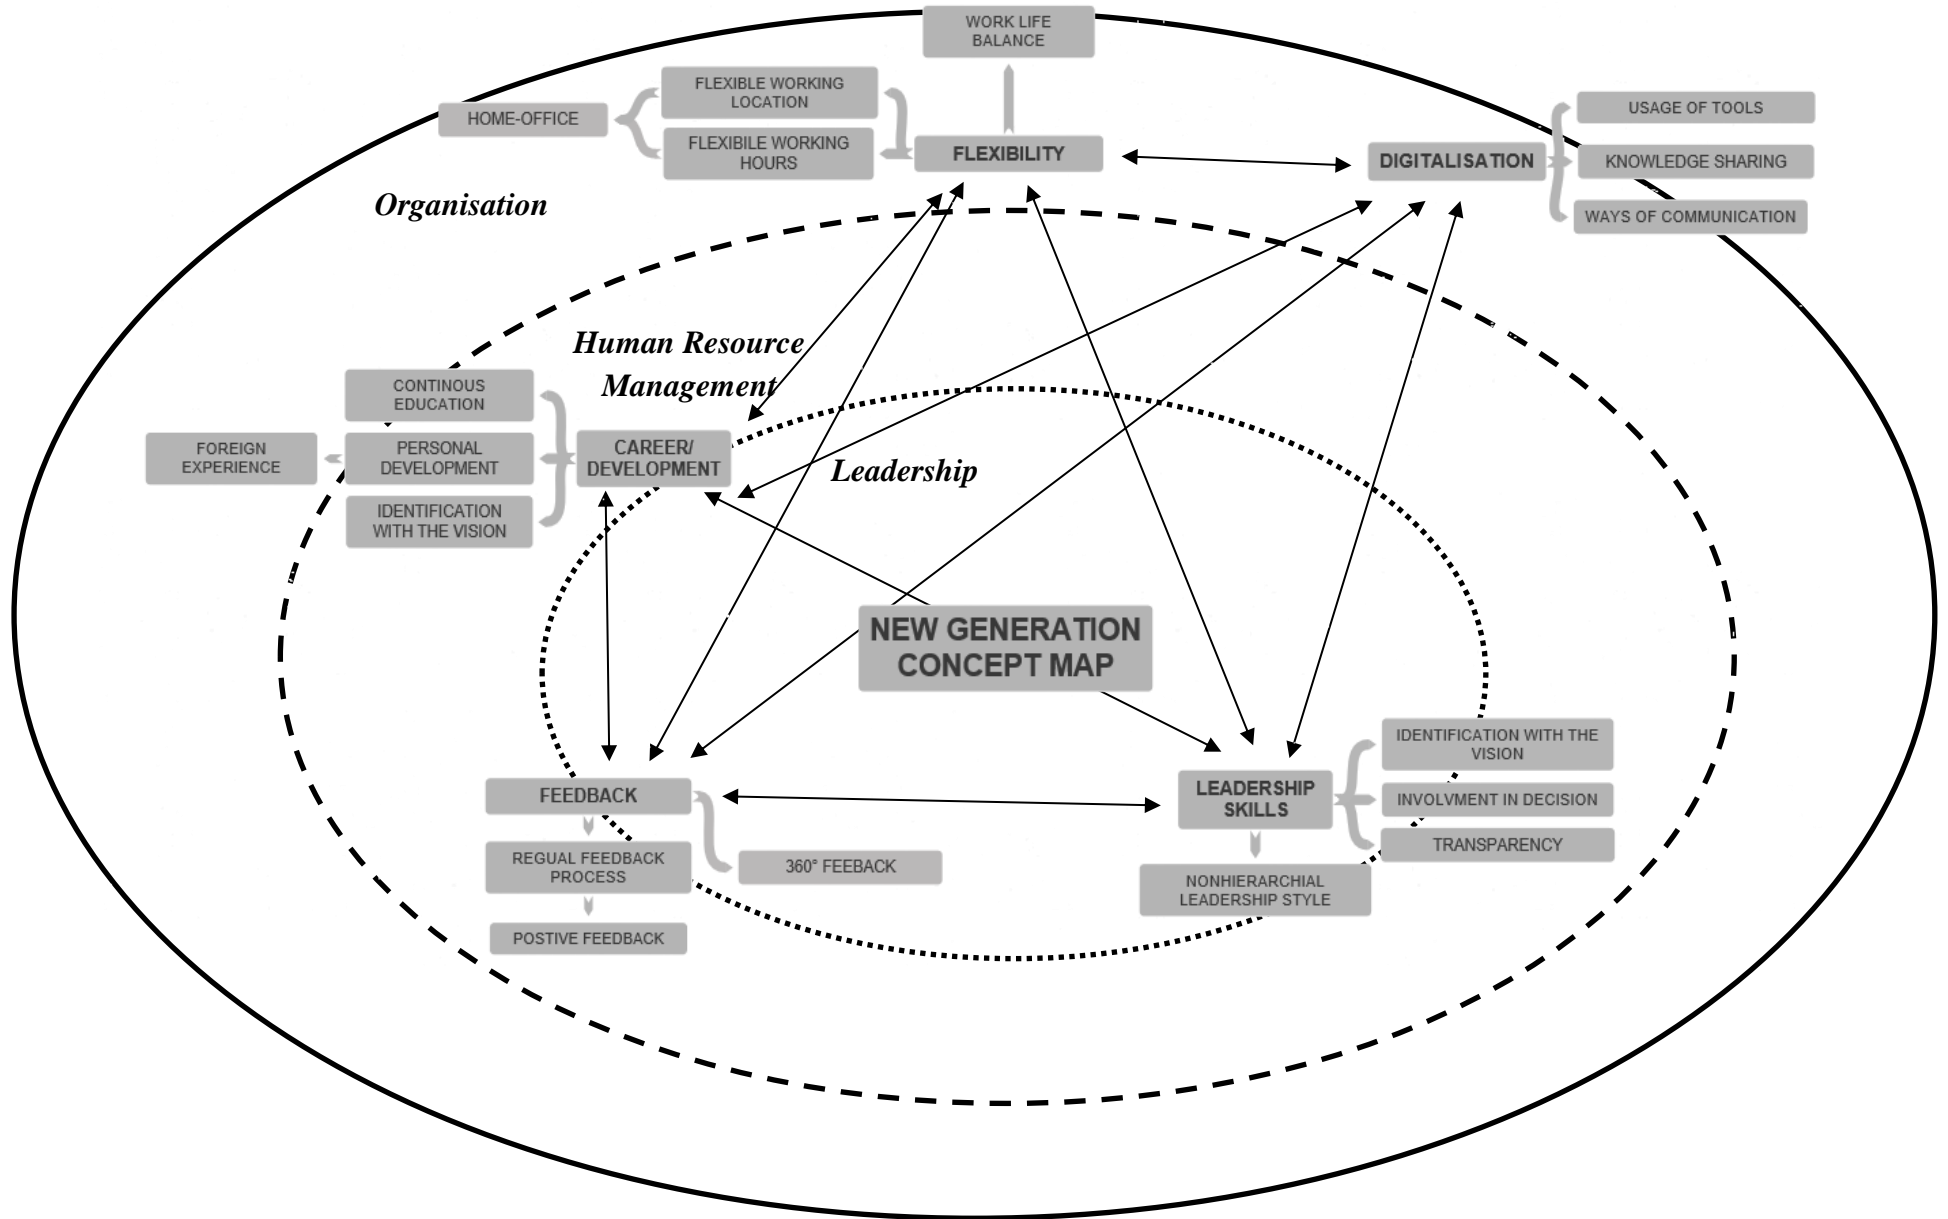 WORK LIFE
BALANCE
FLEXIBLE WORKING
LOCATION
HOME-OFFICE
FLEXIBILE WORKING
HOURS
FLEXIBILITY
DIGITALISATION
USAGE OF TOOLS
KNOWLEDGE SHARING
WAYS OF COMMUNICATION
Organisation
Human Resource
Management
CONTINOUS
EDUCATION
FOREIGN
EXPERIENCE
PERSONAL
DEVELOPMENT
CAREER/
DEVELOPMENT
IDENTIFICATION
WITH THE VISION
Leadership
NEW GENERATION
CONCEPT MAP
FEEDBACK
REGUAL FEEDBACK
PROCESS
360° FEEBACK
POSTIVE FEEDBACK
LEADERSHIP
SKILLS
IDENTIFICATION WITH THE
VISION
INVOLVMENT IN DECISION
TRANSPARENCY
NONHIERARCHIAL
LEADERSHIP STYLE